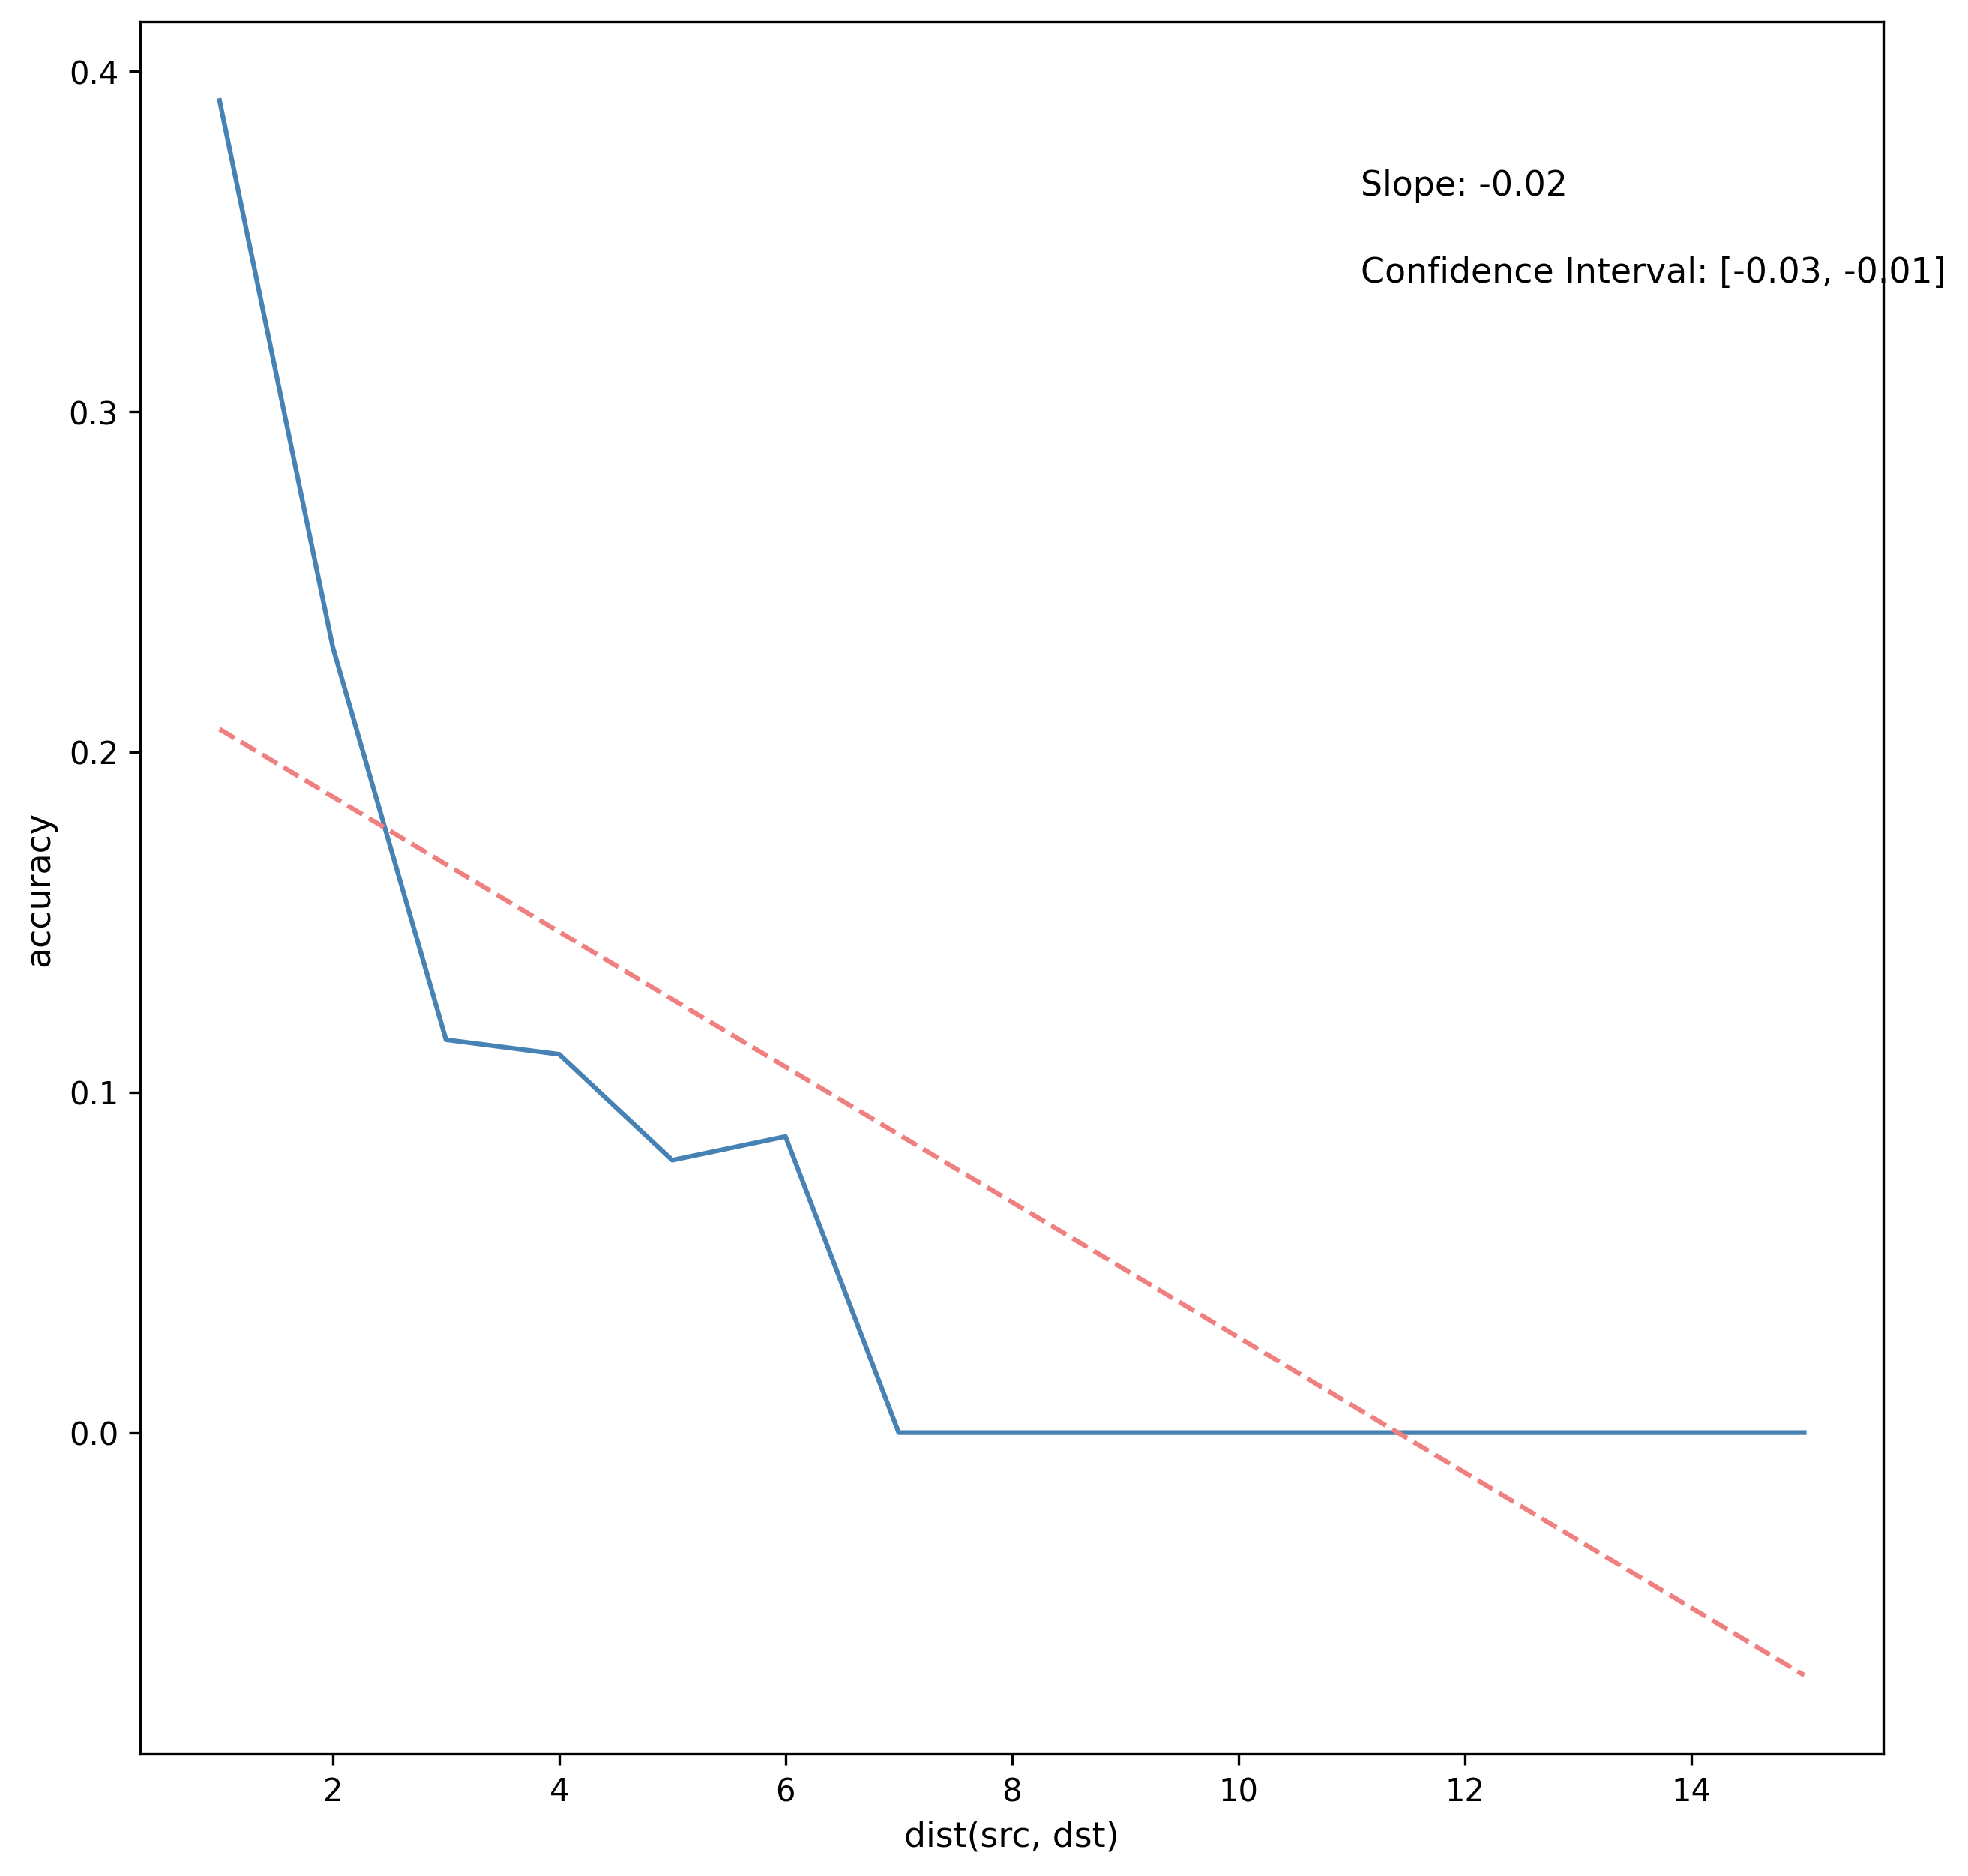 0.4
0.3
0.2
0.1
0.0
accuracy
Slope: -0.02
Confidence Interval: [-0.03, -0.01]
2 4 6 8 10 12 14
dist(src, dst)